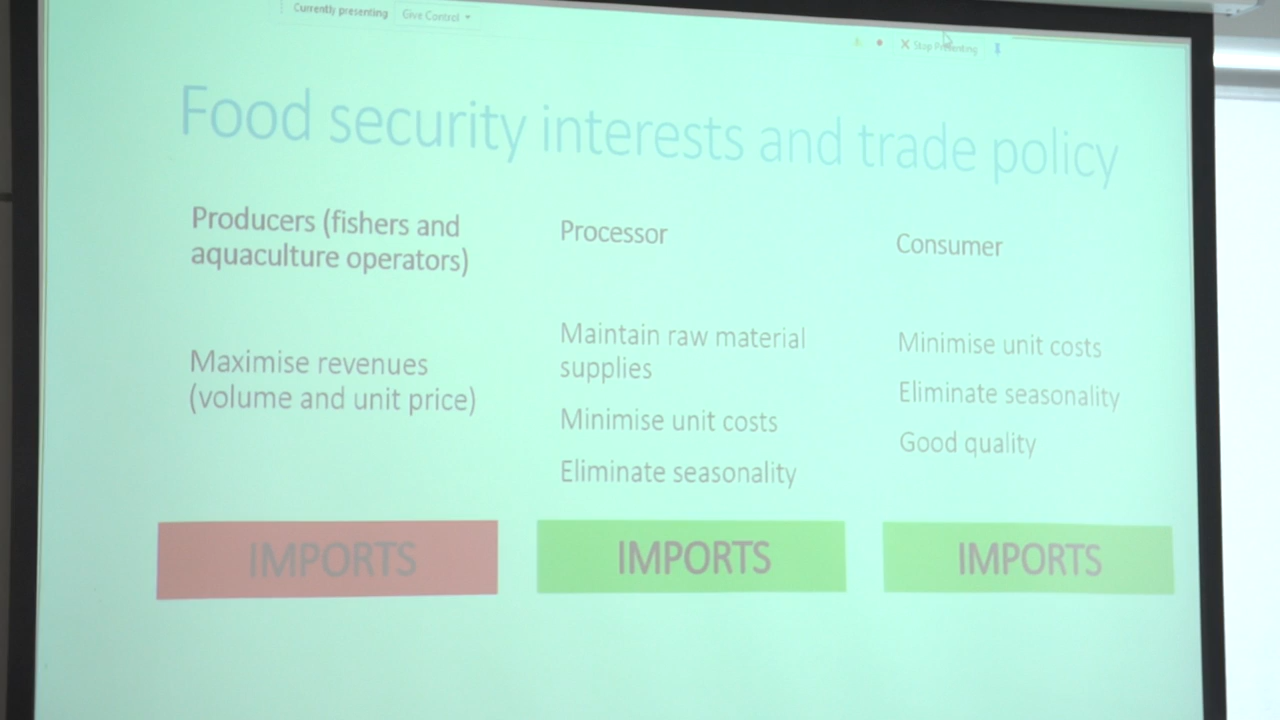 Currently presenting Give Control
Stop Presenting
Food security interests and trade policy
Producers (fishers and
aquaculture operators)
Maximise revenues
(volume and unit price)
IMPORTS
Processor
Maintain raw material
supplies
Minimise unit costs
Eliminate seasonality
IMPORTS
Consumer
Minimise unit costs
Eliminate seasonality
Good quality
IMPORTS